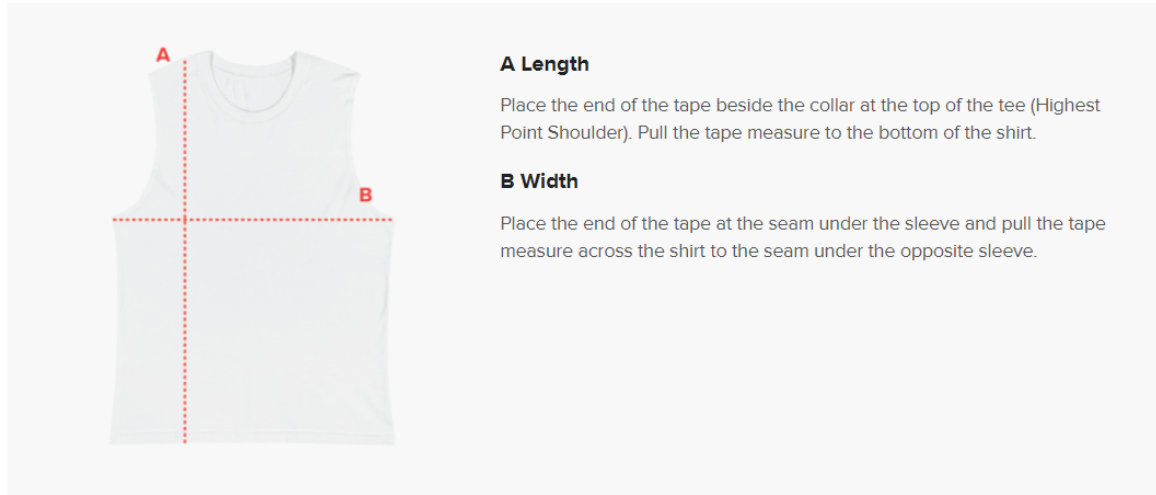 A
B
A Length
Place the end of the tape beside the collar at the top of the tee (Highest
Point Shoulder). Pull the tape measure to the bottom of the shirt.
B Width
Place the end of the tape at the seam under the sleeve and pull the tape
measure across the shirt to the seam under the opposite sleeve.